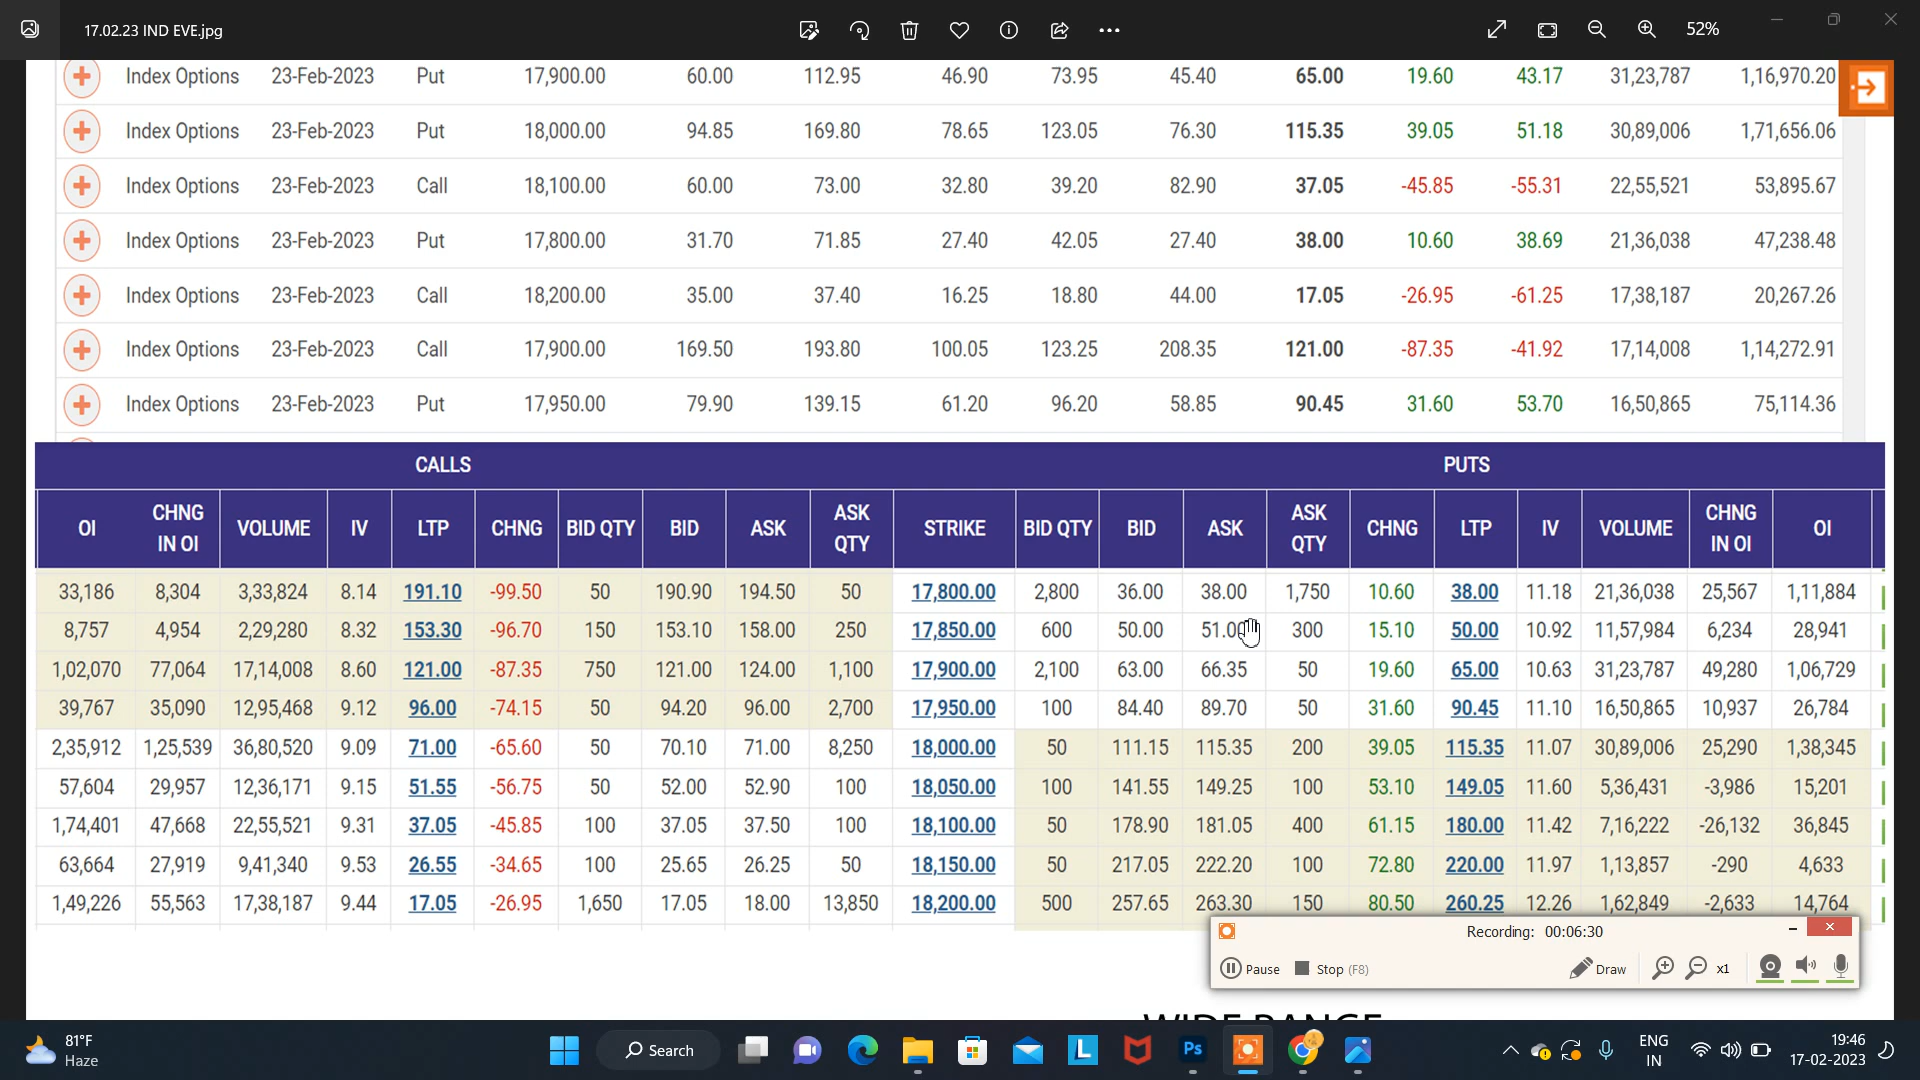 17.02.23 IND EVE.jpg 52%
Index Options 23-Feb-2023 Put 17,900.00 60.00 112.95 46.90 73.95 45.40 65.00 19.60 43.17 31,23,787 1,16,970.20
Index Options 23-Feb-2023 Put 18,000.00 94.85 169.80 78.65 123.05 76.30 115.35 39.05 51.18 30,89,006 1,71,656.06
Index Options 23-Feb-2023 Call 18,100.00 60.00 73.00 32.80 39.20 82.90 37.05 -45.85 -55.31 22,55,521 53,895.67
Index Options 23-Feb-2023 Put 17,800.00 31.70 71.85 27.40 42.05 27.40 38.00 10.60 38.69 21,36,038 47,238.48
Index Options 23-Feb-2023 Call 18,200.00 35.00 37.40 16.25 18.80 44.00 17.05 -26.95 -61.25 17,38,187 20,267.26
Index Options 23-Feb-2023 Call 17,900.00 169.50 193.80 100.05 123.25 208.35 121.00 -87.35 -41.92 17,14,008 1,14,272.91
Index Options 23-Feb-2023 Put 17,950.00 79.90 139.15 61.20 96.20 58.85 90.45 31.60 53.70 16,50,865 75,114.36
CALLS PUTS
OI CHNG IN OI VOLUME IV LTP CHNG BID QTY BID ASK ASK QTY STRIKE BID QTY BID ASK ASK QTY CHNG LTP IV VOLUME CHNG IN OI OI
33,186 8,304 3,33,824 8.14 191.10 -99.50 50 190.90 194.50 50 17,800.00 2,800 36.00 38.00 1,750 10.60 38.00 11.18 21,36,038 25,567 1,11,884
8,757 4,954 2,29,280 8.32 153.30 -96.70 150 153.10 158.00 250 17,850.00 600 50.00 300 15.10 50.00 10.92 11,57,984 6,234 28,941
1,02,070 77,064 17,14,008 8.60 121.00 -87.35 750 121.00 124.00 1,100 17,900.00 2,100 63.00 66.35 50 19.60 65.00 10.63 31,23,787 49,280 1,06,729
39,767 35,090 12,95,468 9.12 96.00 -74.15 50 94.20 96.00 2,700 17,950.00 100 84.40 89.70 50 31.60 90.45 11.10 16,50,865 10,937 26,784
2,35,912 1,25,539 36,80,520 9.09 71.00 -65.60 50 70.10 71.00 8,250 18,000.00 50 111.15 115.35 200 39.05 115.35 11.07 30,89,006 25,290 1,38,345
57,604 29,957 12,36,171 9.15 51.55 -56.75 50 52.00 52.90 100 18,050.00 100 141.55 149.25 100 53.10 149.05 11.60 5,36,431 -3,986 15,201
1,74,401 47,668 22,55,521 9.31 37.05 -45.85 100 37.05 37.50 100 18,100.00 50 178.90 181.05 400 61.15 180.00 11.42 7,16,222 -26,132 36,845
63,664 27,919 9,41,340 9.53 26.55 -34.65 100 25.65 26.25 50 18,150.00 50 217.05 222.20 100 72.80 220.00 11.97 1,13,857 -290 4,633
1,49,226 55,563 17,38,187 9.44 17.05 -26.95 1,650 17.05 18.00 13,850 18,200.00 500 257.65 263.30 150 80.50 260.25 12.26 1,62,849 -2,633 14,764
Recording: 00:06:30
Pause Stop (F8) Draw x1
WIDE RANGE
81°F
Haze
Search
Ps
L
ENG
IN
19:46
17-02-2023